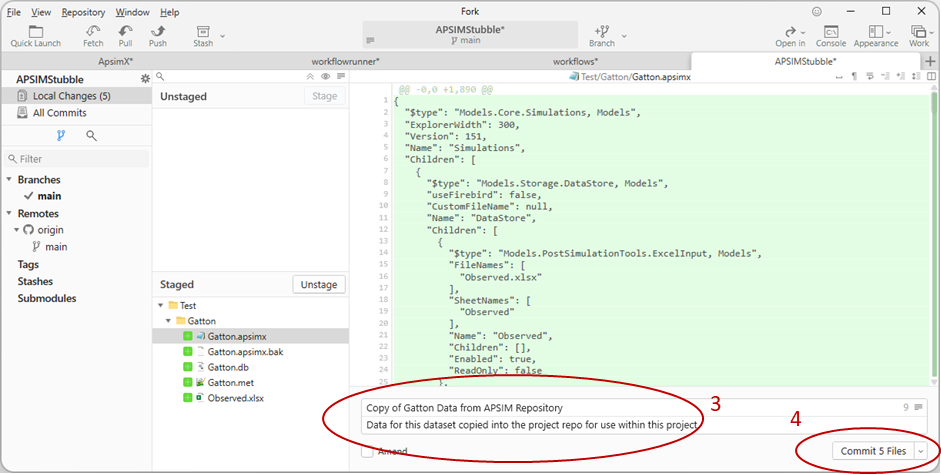 File View Repository Window Help
Fork
Quick Launch Fetch Pull Push Stash
APSIMStubble*
main
Branch
Open in Console Appearance Work
ApsimX* workflowrunner* workflows* APSIMStubble*
APSIMStubble
Local Changes (5)
All Commits
Filter
Branches
main
Remotes
origin
main
Tags
Stashes
Submodules
Unstaged Stage
Staged Unstage
Test
Gatton
Gatton.apsimx
Gatton.apsimx.bak
Gatton.db
Gatton.met
Observed.xlsx
Test/Gatton/Gatton.apsimx
@@ -0,0 +1,890 @@
1 {
2 "$type": "Models.Core.Simulations, Models",
3 "ExplorerWidth": 300,
4 "Version": 151,
5 "Name": "Simulations",
6 "Children": [
7 {
8 "$type": "Models.Storage.DataStore, Models",
9 "useFirebird": false,
10 "CustomFileName": null,
11 "Name": "DataStore",
12 "Children": [
13 {
14 "$type": "Models.PostSimulationTools.ExcelInput, Models",
15 "FileNames": [
16 "Observed.xlsx"
17 ],
18 "SheetNames": [
19 "Observed"
20 ],
21 "Name": "Observed",
22 "Children": [],
23 "Enabled": true,
24 "ReadOnly": false
25 },
Copy of Gatton Data from APSIM Repository 9
3
Data for this dataset copied into the project repo for use within this project
4
Amend
Commit 5 Files